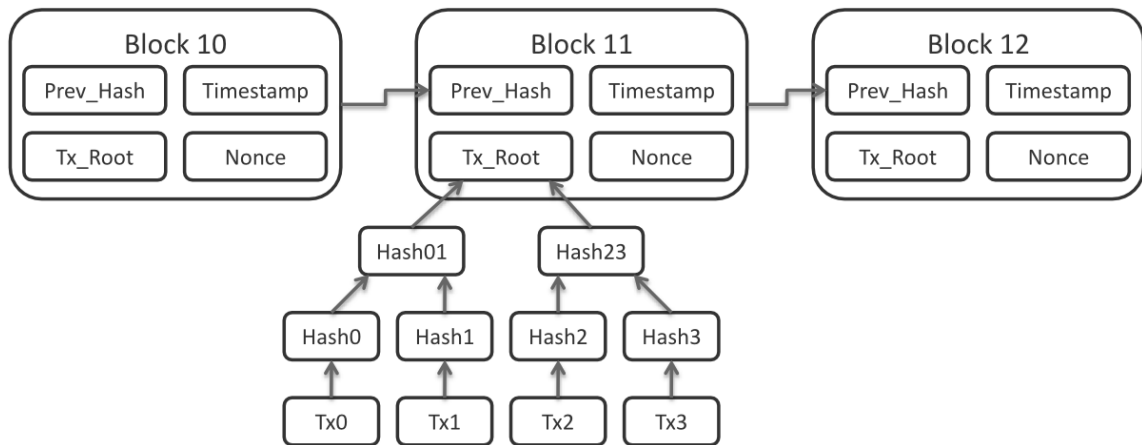 Block 10
Block 11
Block 12
Prev_Hash
Timestamp
Prev_Hash
Timestamp
Prev_Hash
Timestamp
Tx_Root
Nonce
Tx_Root
Nonce
Tx_Root
Nonce
Hash01
Hash23
Hash0
Hash1
Hash2
Hash3
Tx0
Tx1
Tx2
Tx3